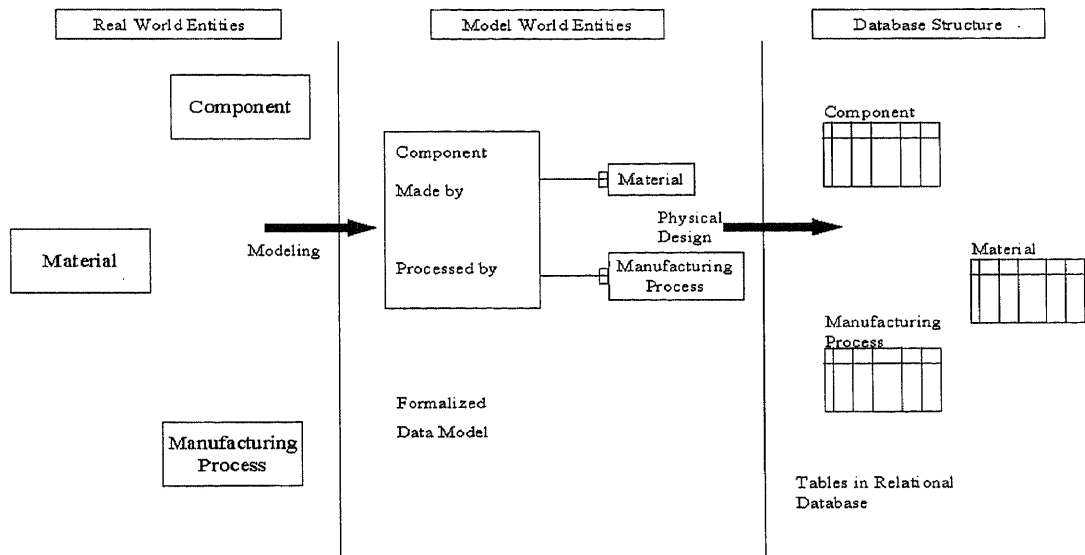 Real World Entities
Model World Entities
Database Structure
Component
Material
Manufacturing
Process
Modeling
Component
Made by
Processed by
Material
Manufacturing
Process
Formalized
Data Model
Physical
Design
Component
Material
Manufacturing
Process
Tables in Relational
Database